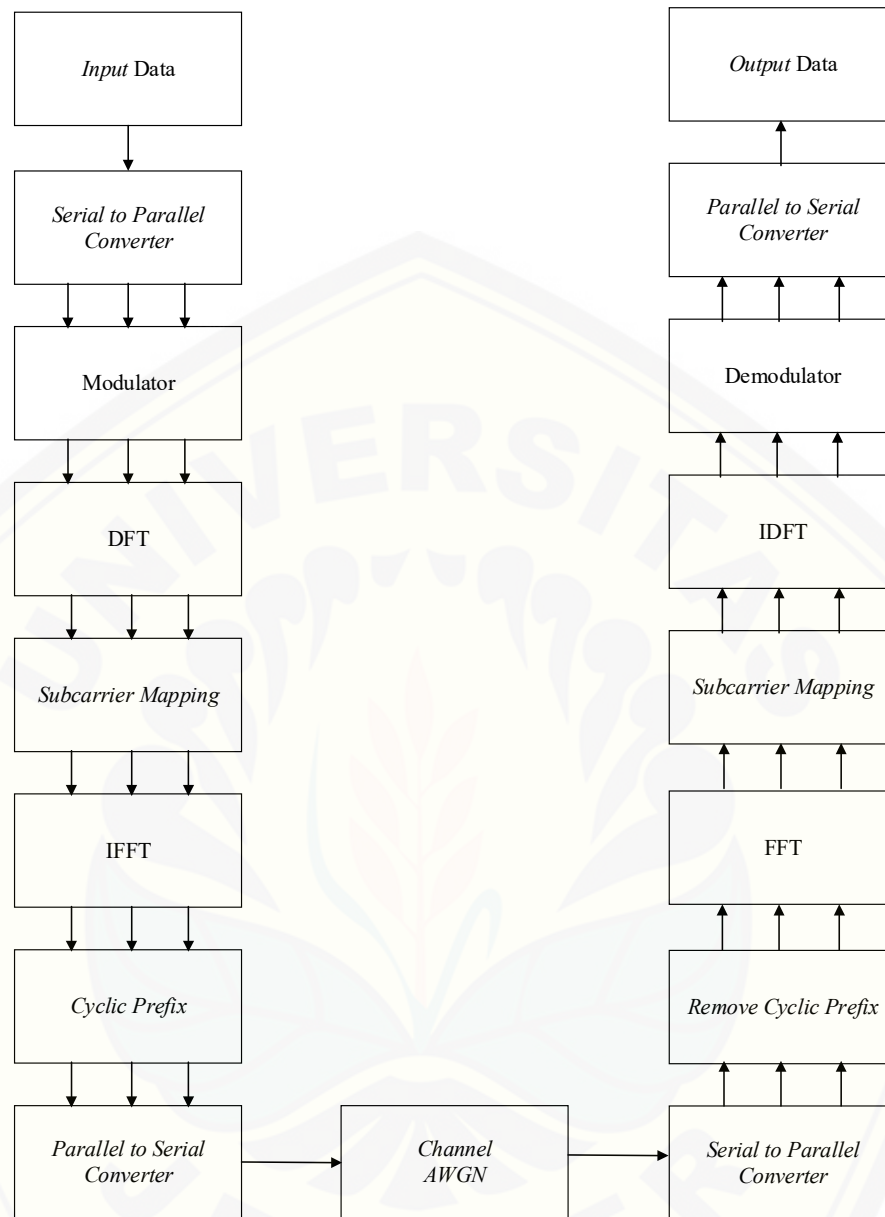 Input Data
Serial to Parallel
Converter
Modulator
DFT
Subcarrier Mapping
IFFT
Cyclic Prefix
Parallel to Serial
Converter
Channel
AWGN
Serial to Parallel
Converter
Remove Cyclic Prefix
FFT
Subcarrier Mapping
IDFT
Demodulator
Parallel to Serial
Converter
Output Data
UNIVERSITAS